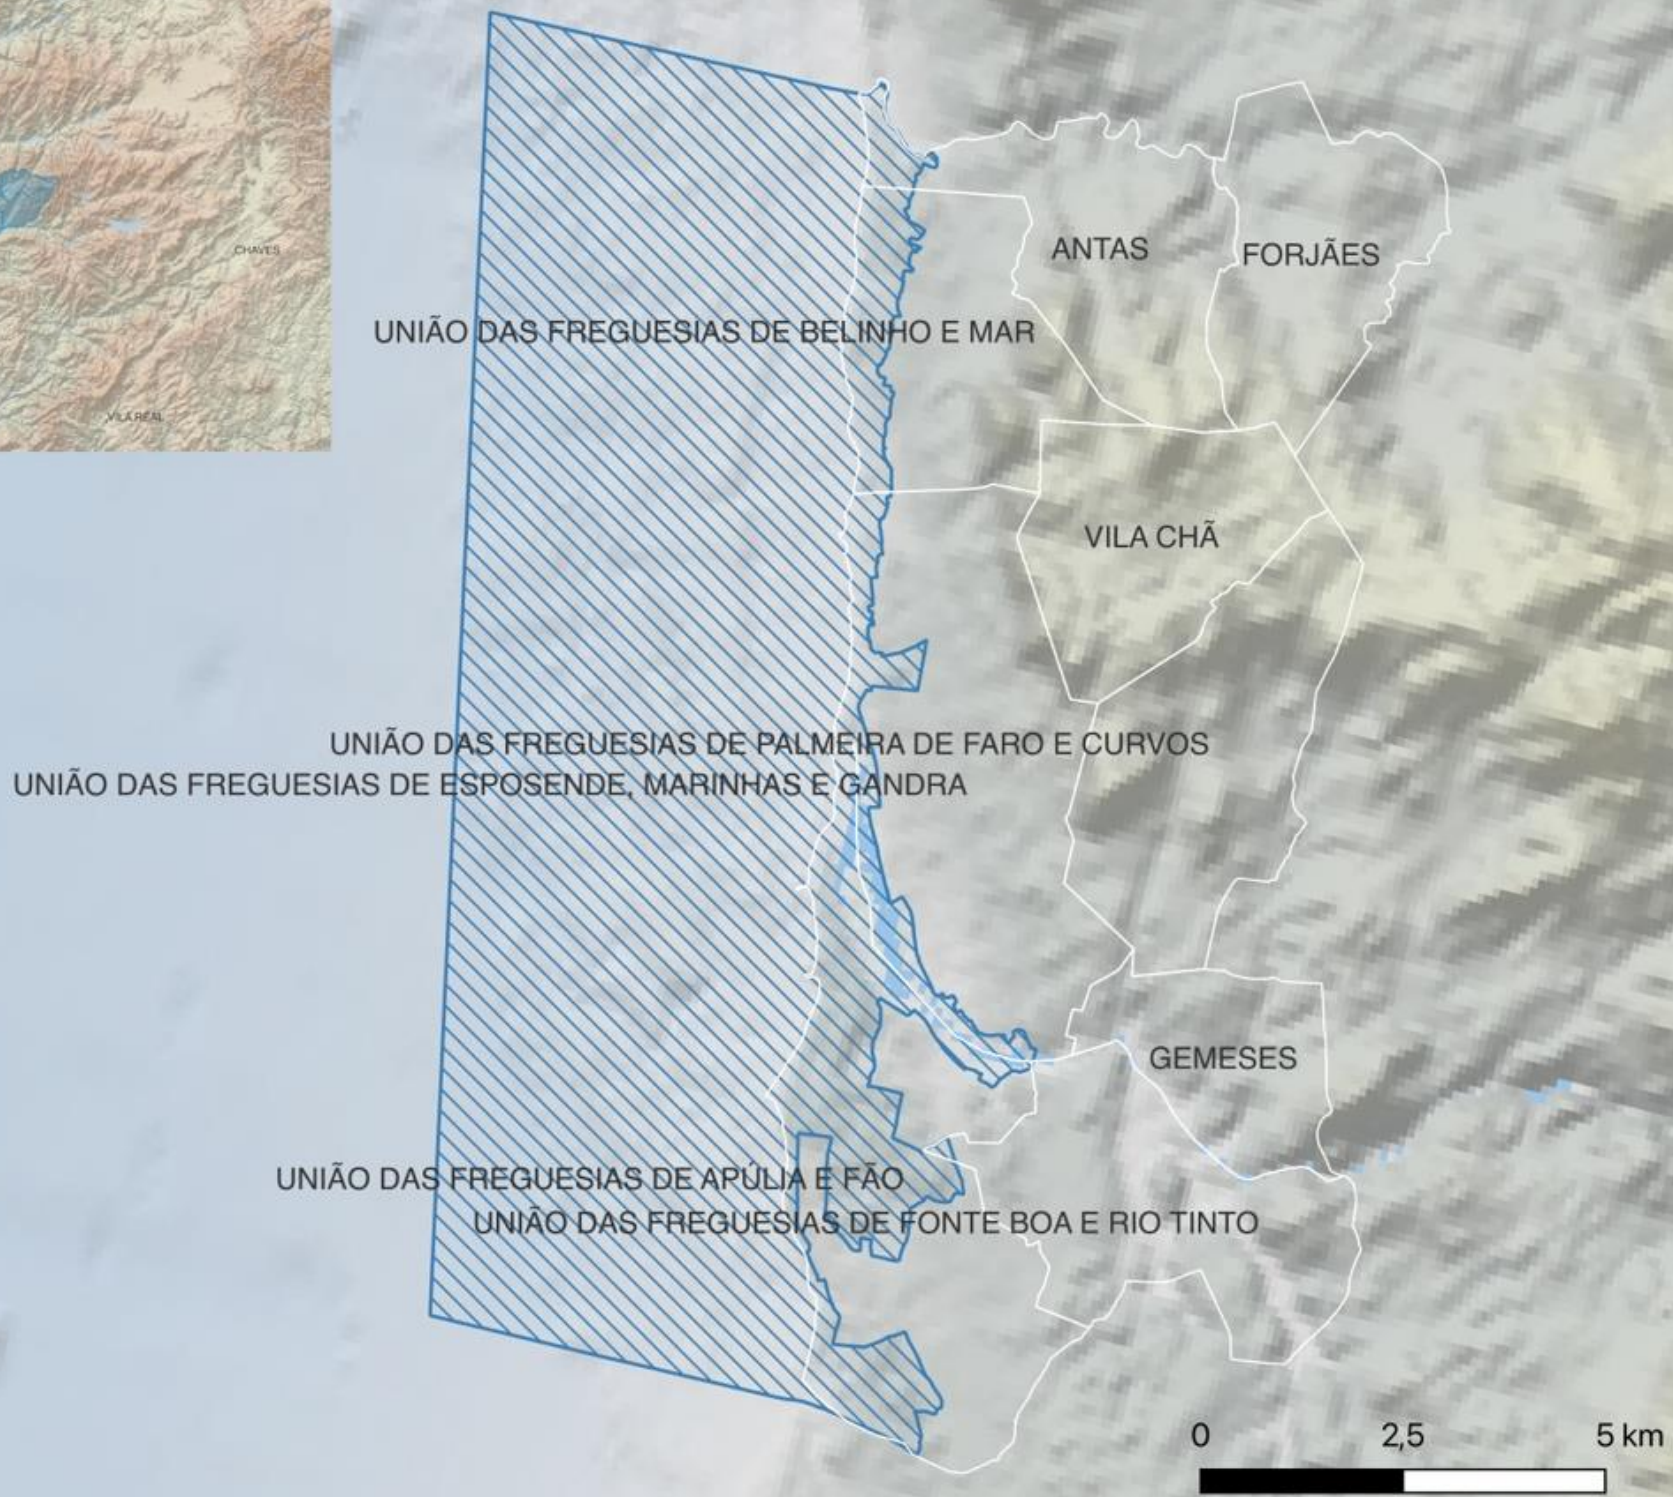 CHAVES
VILA REAL
ANTAS
FORJÃES
UNIÃO DAS FREGUESIAS DE BELINHO E MAR
VILA CHÃ
UNIÃO DAS FREGUESIAS DE PALMEIRA DE FARO E CURVOS
UNIÃO DAS FREGUESIAS DE ESPOSENDE, MARINHAS E GANDRA
GEMESES
UNIÃO DAS FREGUESIAS DE APÚLIA E FÃO
UNIÃO DAS FREGUESIAS DE FONTE BOA E RIO TINTO
0 2,5 5 km